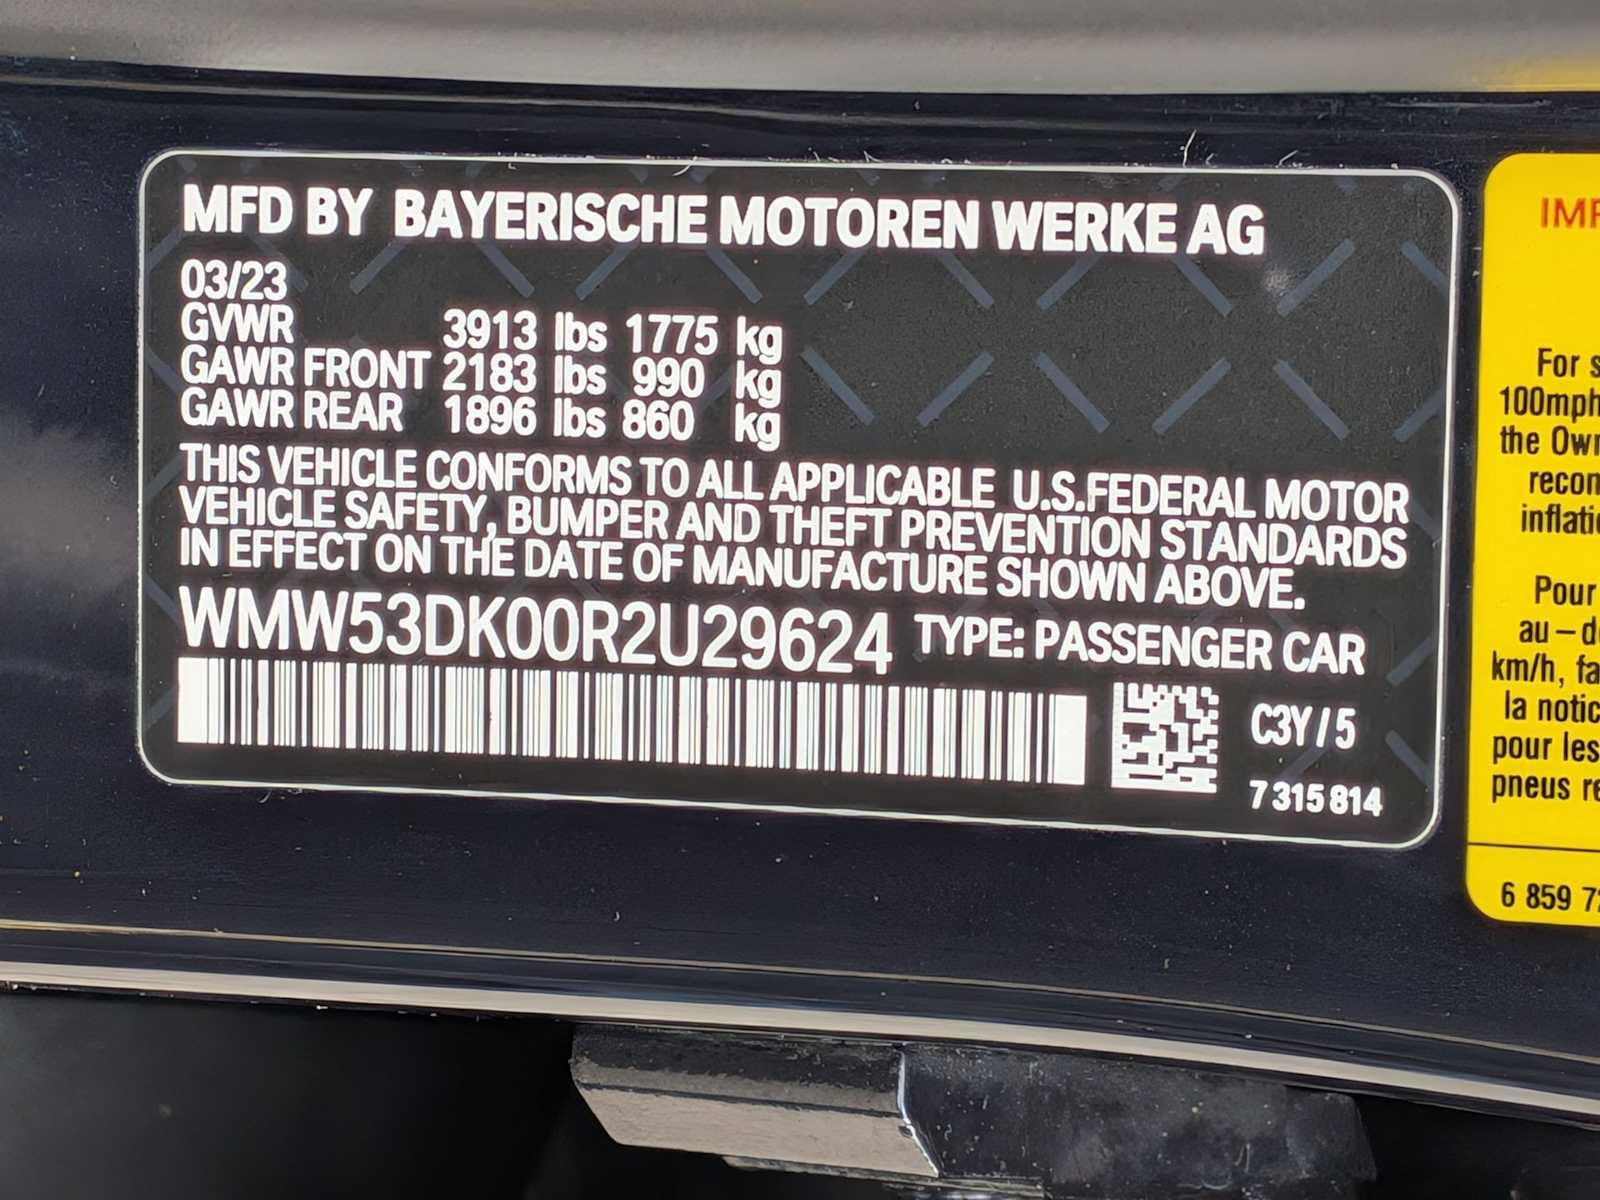 MFD BY BAYERISCHE MOTOREN WERKE AG
03/23
GVWR 3913 lbs 1775 kg
GAWR FRONT 2183 lbs 990 kg
GAWR REAR 1896 lbs 860 kg
THIS VEHICLE CONFORMS TO ALL APPLICABLE U.S.FEDERAL MOTOR
VEHICLE SAFETY, BUMPER AND THEFT PREVENTION STANDARDS
IN EFFECT ON THE DATE OF MANUFACTURE SHOWN ABOVE.
WMW53DK00R2U29624 TYPE: PASSENGER CAR
C3Y/5
7 315 814
For
100mph
the
Pour
au-
km/h,
la
pour les
pneus
6 859